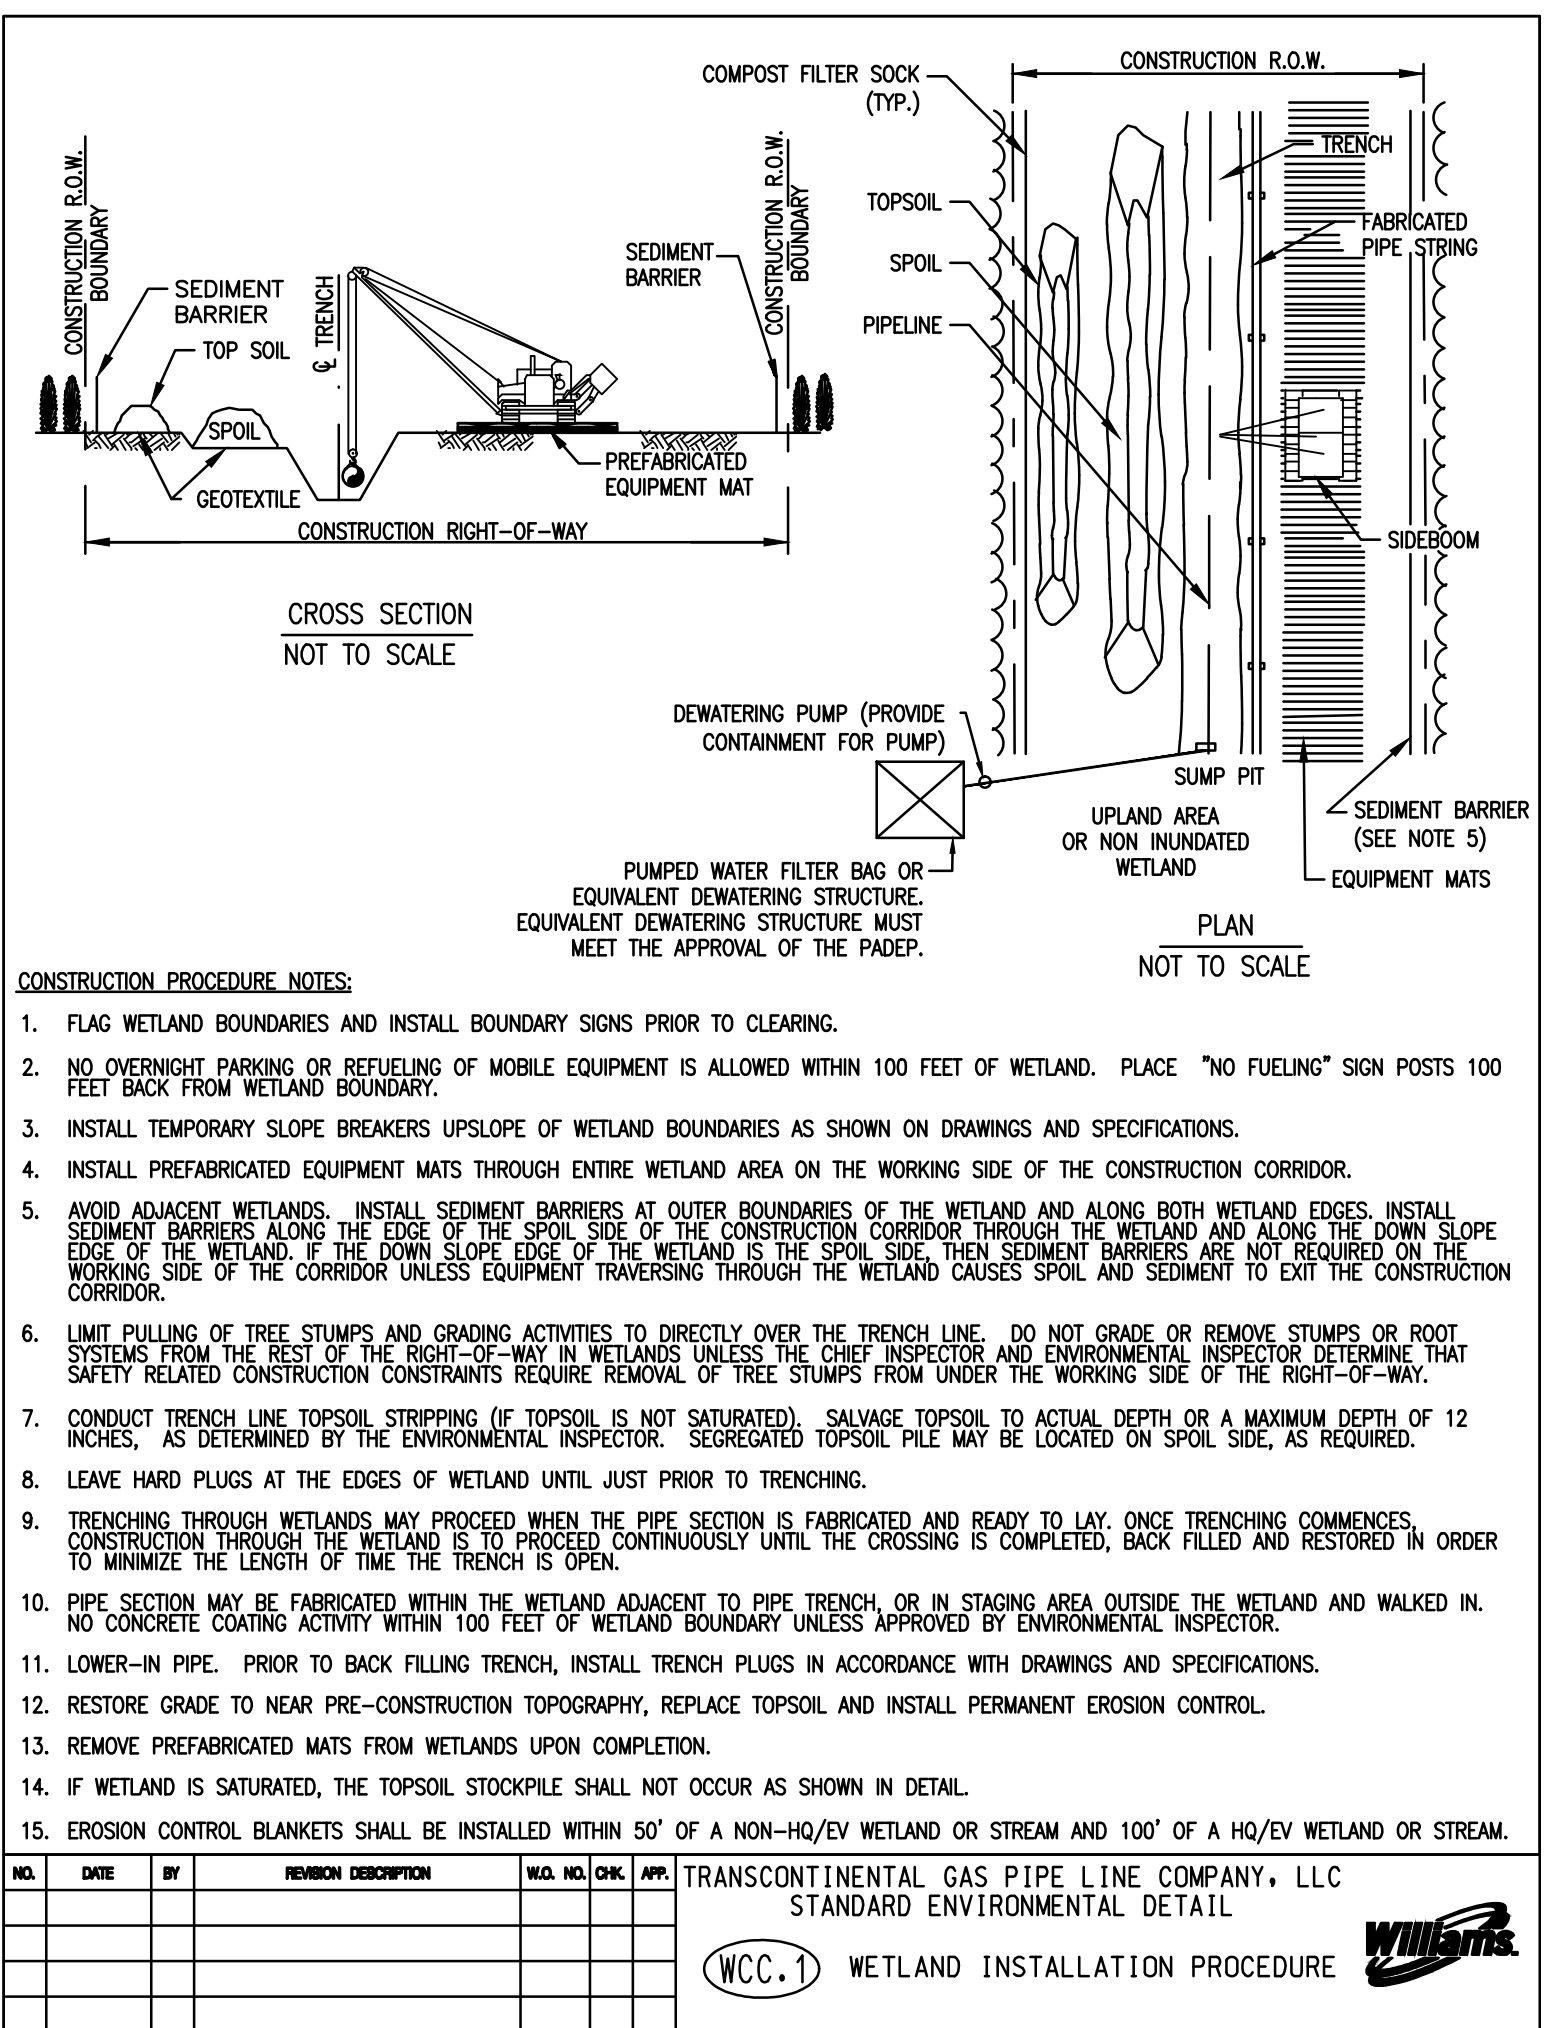 CONSTRUCTION R.O.W.
BOUNDARY
SEDIMENT
BARRIER
TOP SOIL
℄ TRENCH
SEDIMENT
BARRIER
CONSTRUCTION R.O.W.
BOUNDARY
SPOIL
GEOTEXTILE
PREFABRICATED
EQUIPMENT MAT
CONSTRUCTION RIGHT-OF-WAY
CROSS SECTION
NOT TO SCALE
CONSTRUCTION R.O.W.
COMPOST FILTER SOCK
(TYP.)
TRENCH
TOPSOIL
FABRICATED
PIPE STRING
SPOIL
PIPELINE
SIDEBOOM
DEWATERING PUMP (PROVIDE
CONTAINMENT FOR PUMP)
SUMP PIT
UPLAND AREA
OR NON INUNDATED
WETLAND
SEDIMENT BARRIER
(SEE NOTE 5)
EQUIPMENT MATS
PUMPED WATER FILTER BAG OR
EQUIVALENT DEWATERING STRUCTURE.
EQUIVALENT DEWATERING STRUCTURE MUST
MEET THE APPROVAL OF THE PADEP.
PLAN
NOT TO SCALE
CONSTRUCTION PROCEDURE NOTES:
1. FLAG WETLAND BOUNDARIES AND INSTALL BOUNDARY SIGNS PRIOR TO CLEARING.
2. NO OVERNIGHT PARKING OR REFUELING OF MOBILE EQUIPMENT IS ALLOWED WITHIN 100 FEET OF WETLAND. PLACE "NO FUELING" SIGN POSTS 100
FEET BACK FROM WETLAND BOUNDARY.
3. INSTALL TEMPORARY SLOPE BREAKERS UPSLOPE OF WETLAND BOUNDARIES AS SHOWN ON DRAWINGS AND SPECIFICATIONS.
4. INSTALL PREFABRICATED EQUIPMENT MATS THROUGH ENTIRE WETLAND AREA ON THE WORKING SIDE OF THE CONSTRUCTION CORRIDOR.
5. AVOID ADJACENT WETLANDS. INSTALL SEDIMENT BARRIERS AT OUTER BOUNDARIES OF THE WETLAND AND ALONG BOTH WETLAND EDGES. INSTALL
SEDIMENT BARRIERS ALONG THE EDGE OF THE SPOIL SIDE OF THE CONSTRUCTION CORRIDOR THROUGH THE WETLAND AND ALONG THE DOWN SLOPE
EDGE OF THE WETLAND. IF THE DOWN SLOPE EDGE OF THE WETLAND IS THE SPOIL SIDE, THEN SEDIMENT BARRIERS ARE NOT REQUIRED ON THE
WORKING SIDE OF THE CORRIDOR UNLESS EQUIPMENT TRAVERSING THROUGH THE WETLAND CAUSES SPOIL AND SEDIMENT TO EXIT THE CONSTRUCTION
CORRIDOR.
6. LIMIT PULLING OF TREE STUMPS AND GRADING ACTIVITIES TO DIRECTLY OVER THE TRENCH LINE. DO NOT GRADE OR REMOVE STUMPS OR ROOT
SYSTEMS FROM THE REST OF THE RIGHT-OF-WAY IN WETLANDS UNLESS THE CHIEF INSPECTOR AND ENVIRONMENTAL INSPECTOR DETERMINE THAT
SAFETY RELATED CONSTRUCTION CONSTRAINTS REQUIRE REMOVAL OF TREE STUMPS FROM UNDER THE WORKING SIDE OF THE RIGHT-OF-WAY.
7. CONDUCT TRENCH LINE TOPSOIL STRIPPING (IF TOPSOIL IS NOT SATURATED). SALVAGE TOPSOIL TO ACTUAL DEPTH OR A MAXIMUM DEPTH OF 12
INCHES, AS DETERMINED BY THE ENVIRONMENTAL INSPECTOR. SEGREGATED TOPSOIL PILE MAY BE LOCATED ON SPOIL SIDE, AS REQUIRED.
8. LEAVE HARD PLUGS AT THE EDGES OF WETLAND UNTIL JUST PRIOR TO TRENCHING.
9. TRENCHING THROUGH WETLANDS MAY PROCEED WHEN THE PIPE SECTION IS FABRICATED AND READY TO LAY. ONCE TRENCHING COMMENCES,
CONSTRUCTION THROUGH THE WETLAND IS TO PROCEED CONTINUOUSLY UNTIL THE CROSSING IS COMPLETED, BACK FILLED AND RESTORED IN ORDER
TO MINIMIZE THE LENGTH OF TIME THE TRENCH IS OPEN.
10. PIPE SECTION MAY BE FABRICATED WITHIN THE WETLAND ADJACENT TO PIPE TRENCH, OR IN STAGING AREA OUTSIDE THE WETLAND AND WALKED IN.
NO CONCRETE COATING ACTIVITY WITHIN 100 FEET OF WETLAND BOUNDARY UNLESS APPROVED BY ENVIRONMENTAL INSPECTOR.
11. LOWER-IN PIPE. PRIOR TO BACK FILLING TRENCH, INSTALL TRENCH PLUGS IN ACCORDANCE WITH DRAWINGS AND SPECIFICATIONS.
12. RESTORE GRADE TO NEAR PRE-CONSTRUCTION TOPOGRAPHY, REPLACE TOPSOIL AND INSTALL PERMANENT EROSION CONTROL.
13. REMOVE PREFABRICATED MATS FROM WETLANDS UPON COMPLETION.
14. IF WETLAND IS SATURATED, THE TOPSOIL STOCKPILE SHALL NOT OCCUR AS SHOWN IN DETAIL.
15. EROSION CONTROL BLANKETS SHALL BE INSTALLED WITHIN 50' OF A NON-HQ/EV WETLAND OR STREAM AND 100' OF A HQ/EV WETLAND OR STREAM.
NO. DATE BY REVISION DESCRIPTION W.O. NO. CHK. APP.
TRANSCONTINENTAL GAS PIPE LINE COMPANY, LLC
STANDARD ENVIRONMENTAL DETAIL
WCC.1 WETLAND INSTALLATION PROCEDURE
Williams.